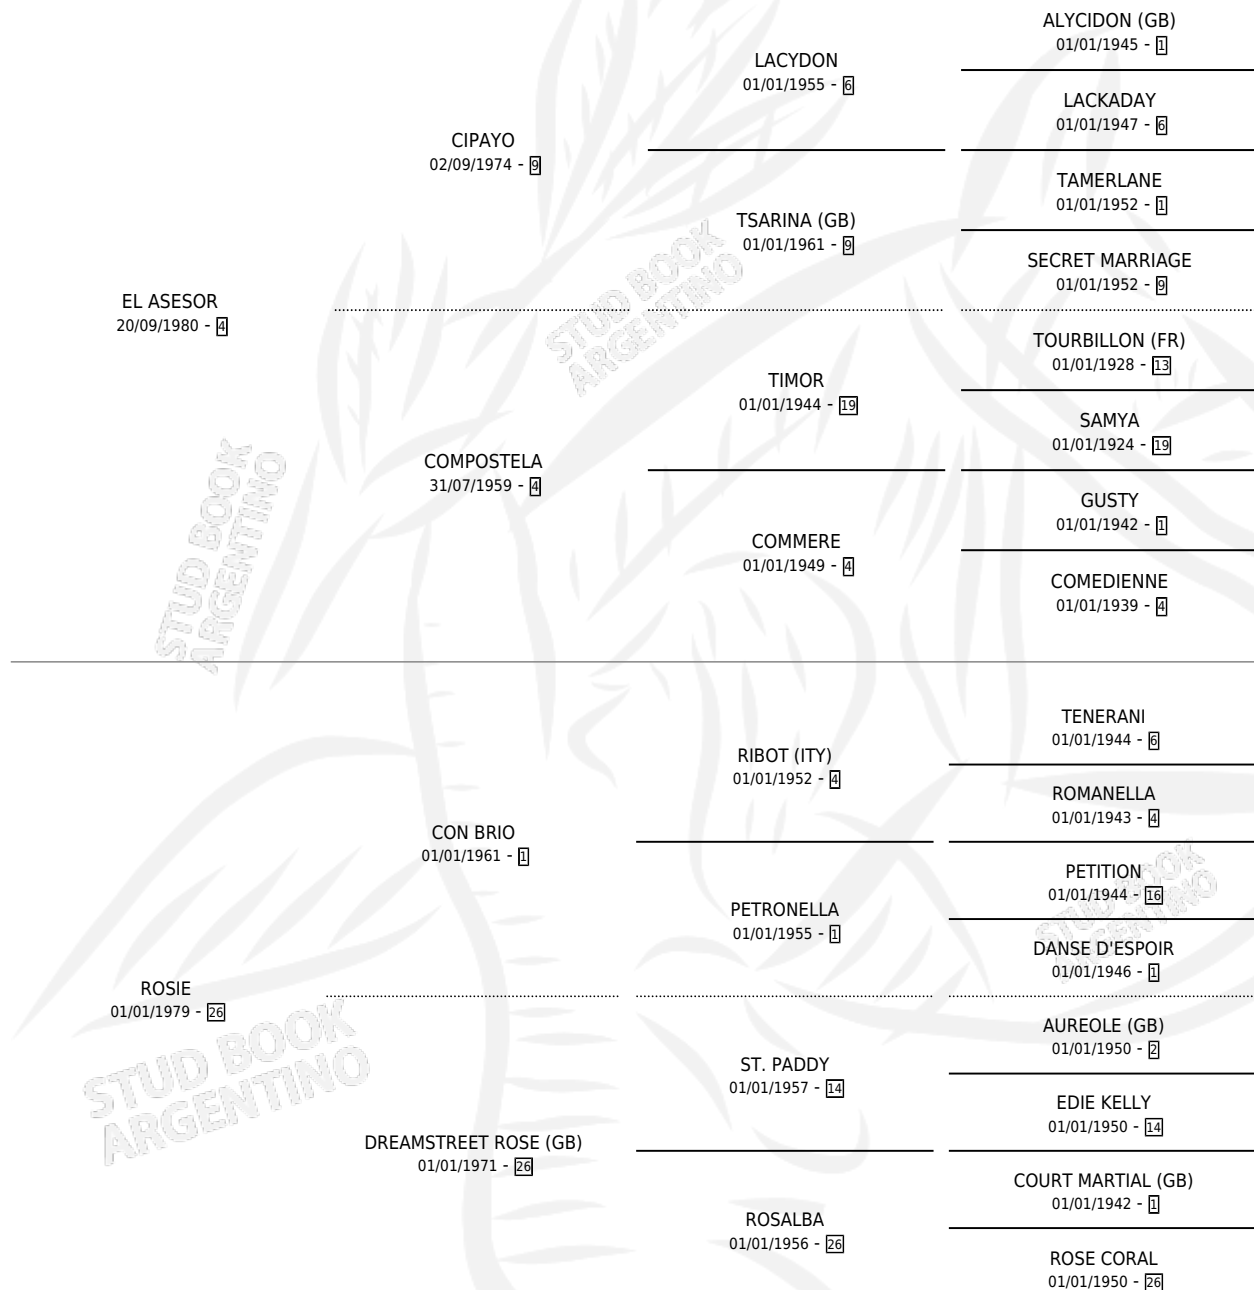 ALYCIDON (GB)
01/01/1945 - 1
LACYDON
01/01/1955 - 6
LACKADAY
01/01/1947 - 6
CIPAYO
02/09/1974 - 9
TAMERLANE
01/01/1952 - 1
TSARINA (GB)
01/01/1961 - 9
SECRET MARRIAGE
01/01/1952 - 9
EL ASESOR
20/09/1980 - 4
TOURBILLON (FR)
01/01/1928 - 13
TIMOR
01/01/1944 - 19
SAMYA
01/01/1924 - 19
COMPOSTELA
31/07/1959 - 4
GUSTY
01/01/1942 - 1
COMMERE
01/01/1949 - 4
COMEDIENNE
01/01/1939 - 4
TENERANI
01/01/1944 - 6
RIBOT (ITY)
01/01/1952 - 4
ROMANELLA
01/01/1943 - 4
CON BRIO
01/01/1961 - 1
PETITION
01/01/1944 - 16
PETRONELLA
01/01/1955 - 1
DANSE D'ESPOIR
01/01/1946 - 1
ROSIE
01/01/1979 - 26
AUREOLE (GB)
01/01/1950 - 2
ST. PADDY
01/01/1957 - 14
EDIE KELLY
01/01/1950 - 14
DREAMSTREET ROSE (GB)
01/01/1971 - 26
COURT MARTIAL (GB)
01/01/1942 - 1
ROSALBA
01/01/1956 - 26
ROSE CORAL
01/01/1950 - 26
STUD BOOK
ARGENTINO
STUD BOOK
ARGENTINO
STUD BOOK
ARGENTINO
STUD BOOK
ARGENTINO